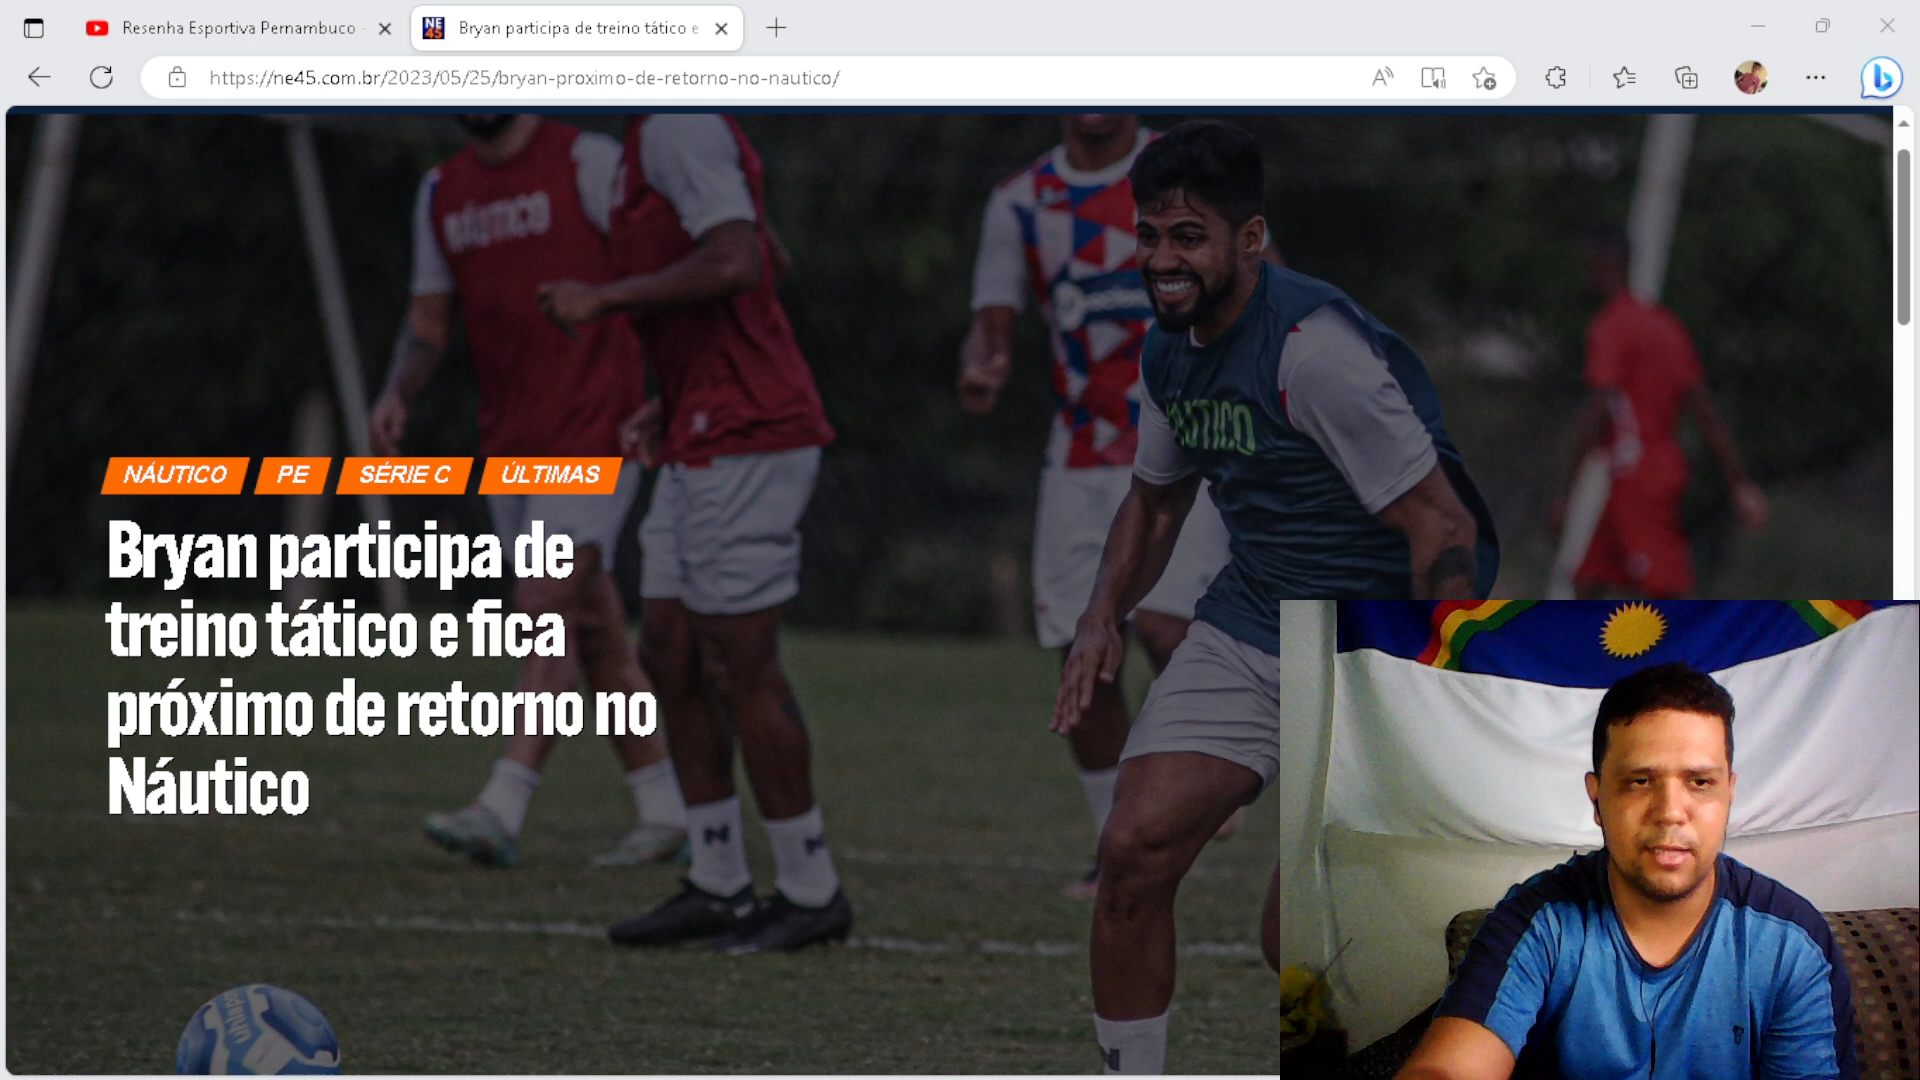 Resenha Esportiva Pernambuco -
Bryan participa de treino tático e
https://ne45.com.br/2023/05/25/bryan-proximo-de-retorno-no-nautico/
NÁUTICO
NÁUTICO PE SÉRIE C ÚLTIMAS
Bryan participa de
treino tático e fica
próximo de retorno no
Náutico